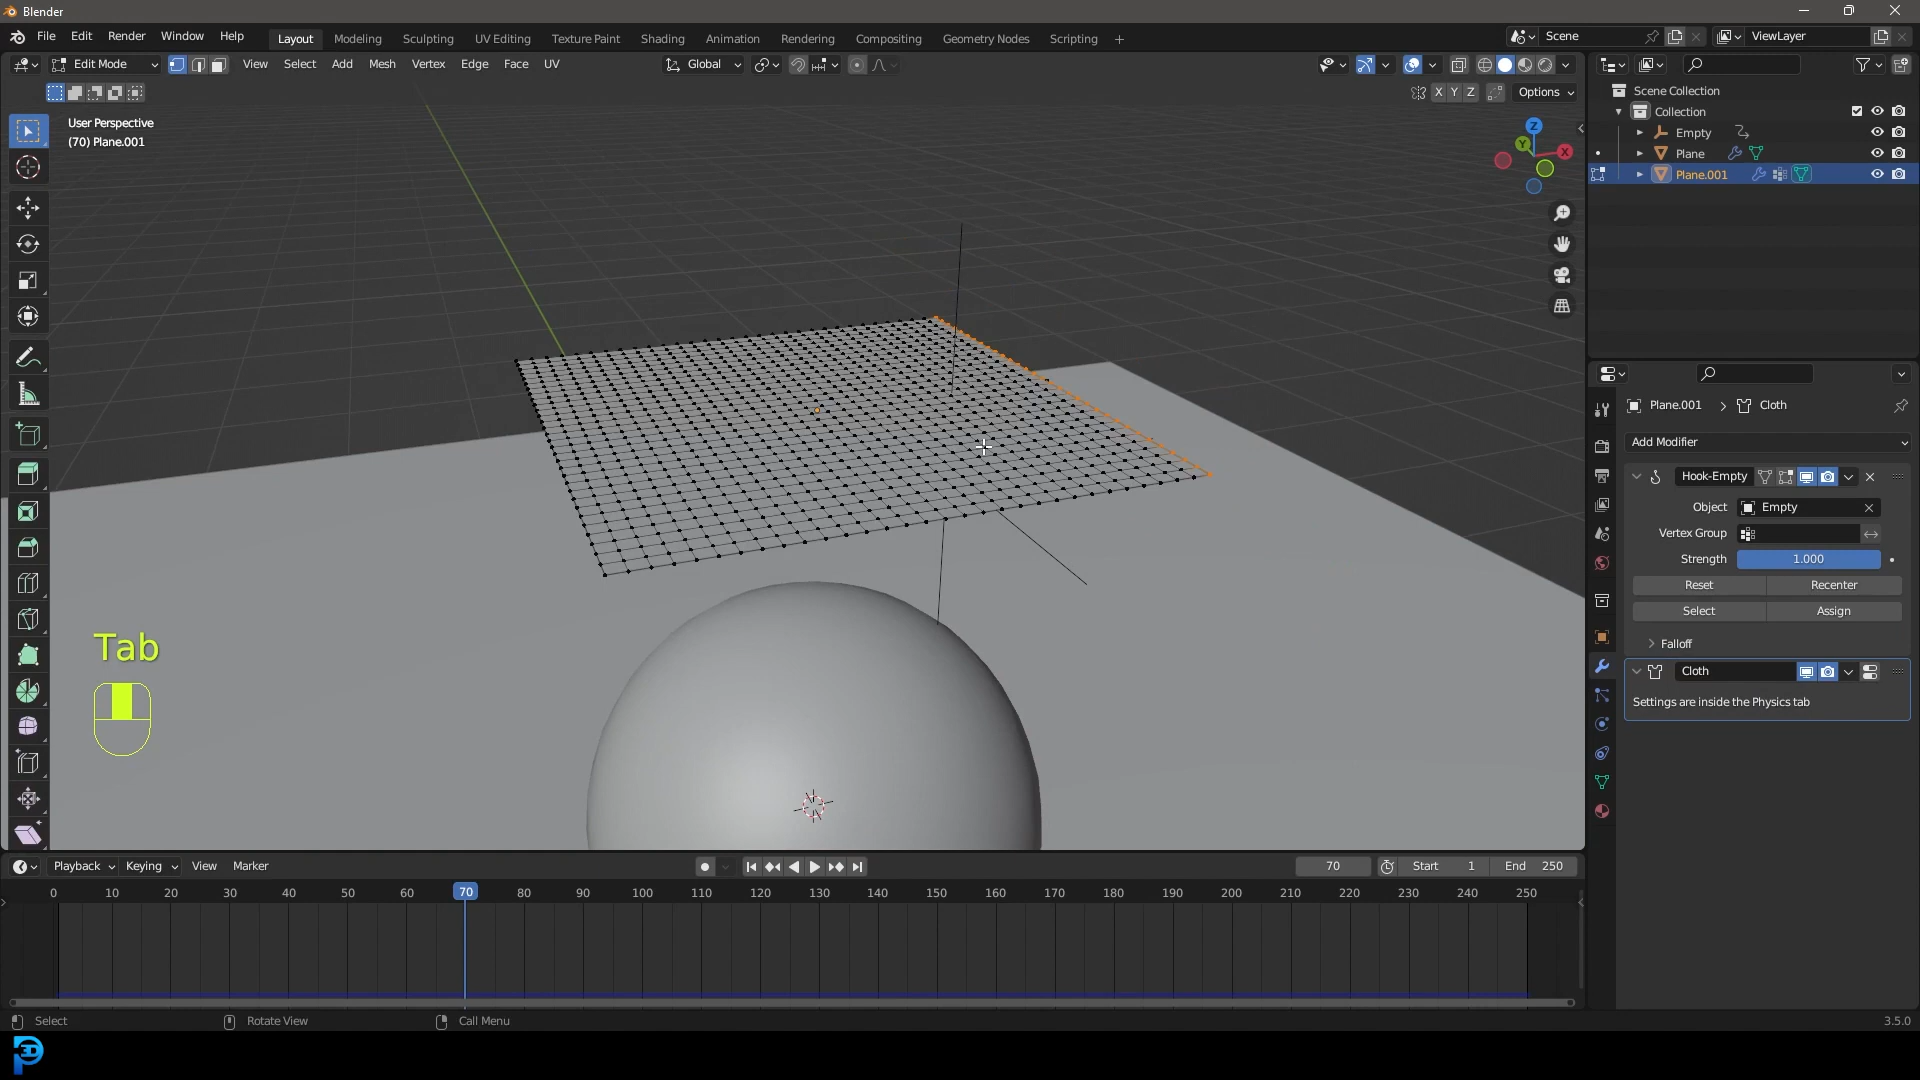 Blender
File Edit Render Window Help Layout Modeling Sculpting UV Editing Texture Paint Shading Animation Rendering Compositing Geometry Nodes Scripting + Scene ViewLayer
Edit Mode View Select Add Mesh Vertex Edge Face UV Global
X Y Z Options
User Perspective
(70) Plane.001
Z
Y
X
Scene Collection
Collection
Empty
Plane
Plane.001
Plane.001 > Cloth
Add Modifier
Hook-Empty
Object Empty
Vertex Group
Strength 1.000
Reset Recenter
Select Assign
Falloff
Cloth
Settings are inside the Physics tab
Tab
Playback Keying View Marker 70 Start 1 End 250
0 10 20 30 40 50 60 70 80 90 100 110 120 130 140 150 160 170 180 190 200 210 220 230 240 250
Select Rotate View Call Menu 3.5.0